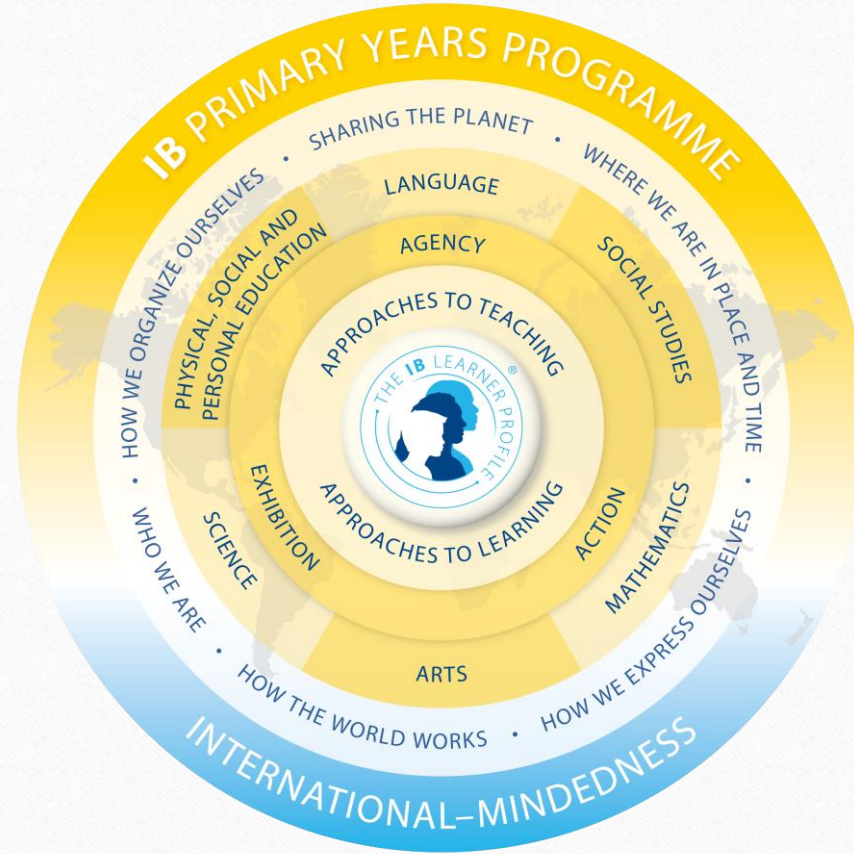 IB PRIMARY YEARS PROGRAMME
SHARING THE PLANET
WHERE WE ARE IN PLACE AND TIME
HOW WE EXPRESS OURSELVES
HOW THE WORLD WORKS
WHO WE ARE
HOW WE ORGANIZE OURSELVES
LANGUAGE
SOCIAL STUDIES
MATHEMATICS
ARTS
SCIENCE
PHYSICAL, SOCIAL AND
PERSONAL EDUCATION
AGENCY
ACTION
EXHIBITION
APPROACHES TO TEACHING
APPROACHES TO LEARNING
THE IB LEARNER PROFILE ®
INTERNATIONAL–MINDEDNESS